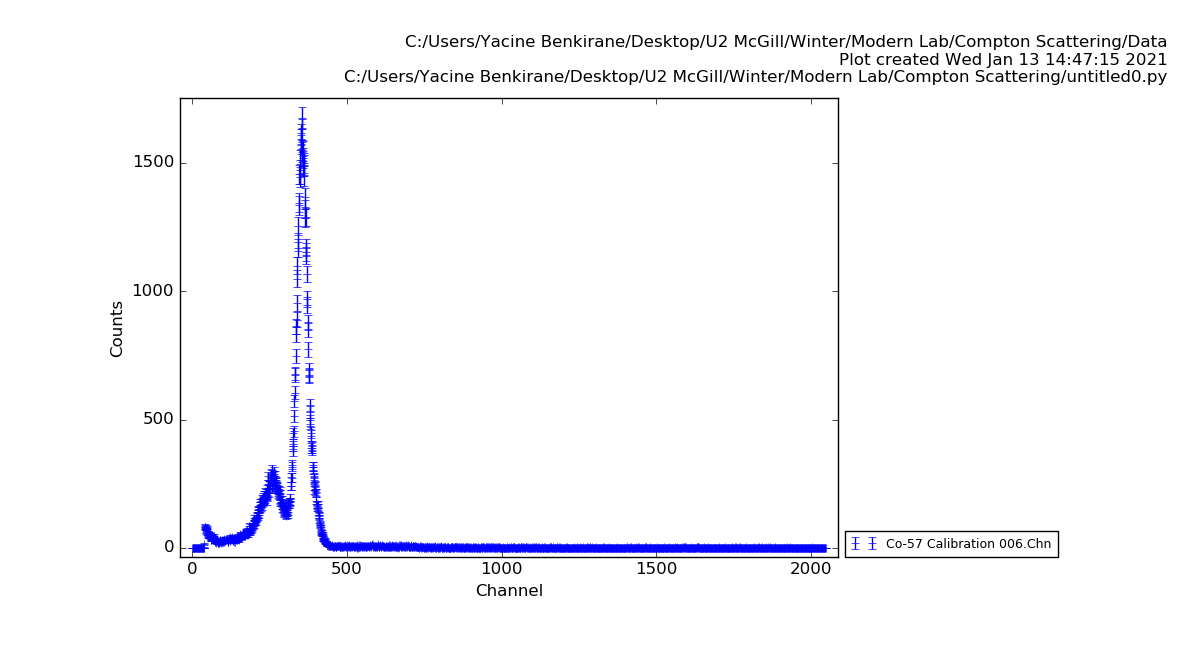 C:/Users/Yacine Benkirane/Desktop/U2 McGill/Winter/Modern Lab/Compton Scattering/Data
Plot created Wed Jan 13 14:47:15 2021
C:/Users/Yacine Benkirane/Desktop/U2 McGill/Winter/Modern Lab/Compton Scattering/untitled0.py
1500
1000
500
0
Counts
0 500 1000 1500 2000
Channel
Co-57 Calibration 006.Chn